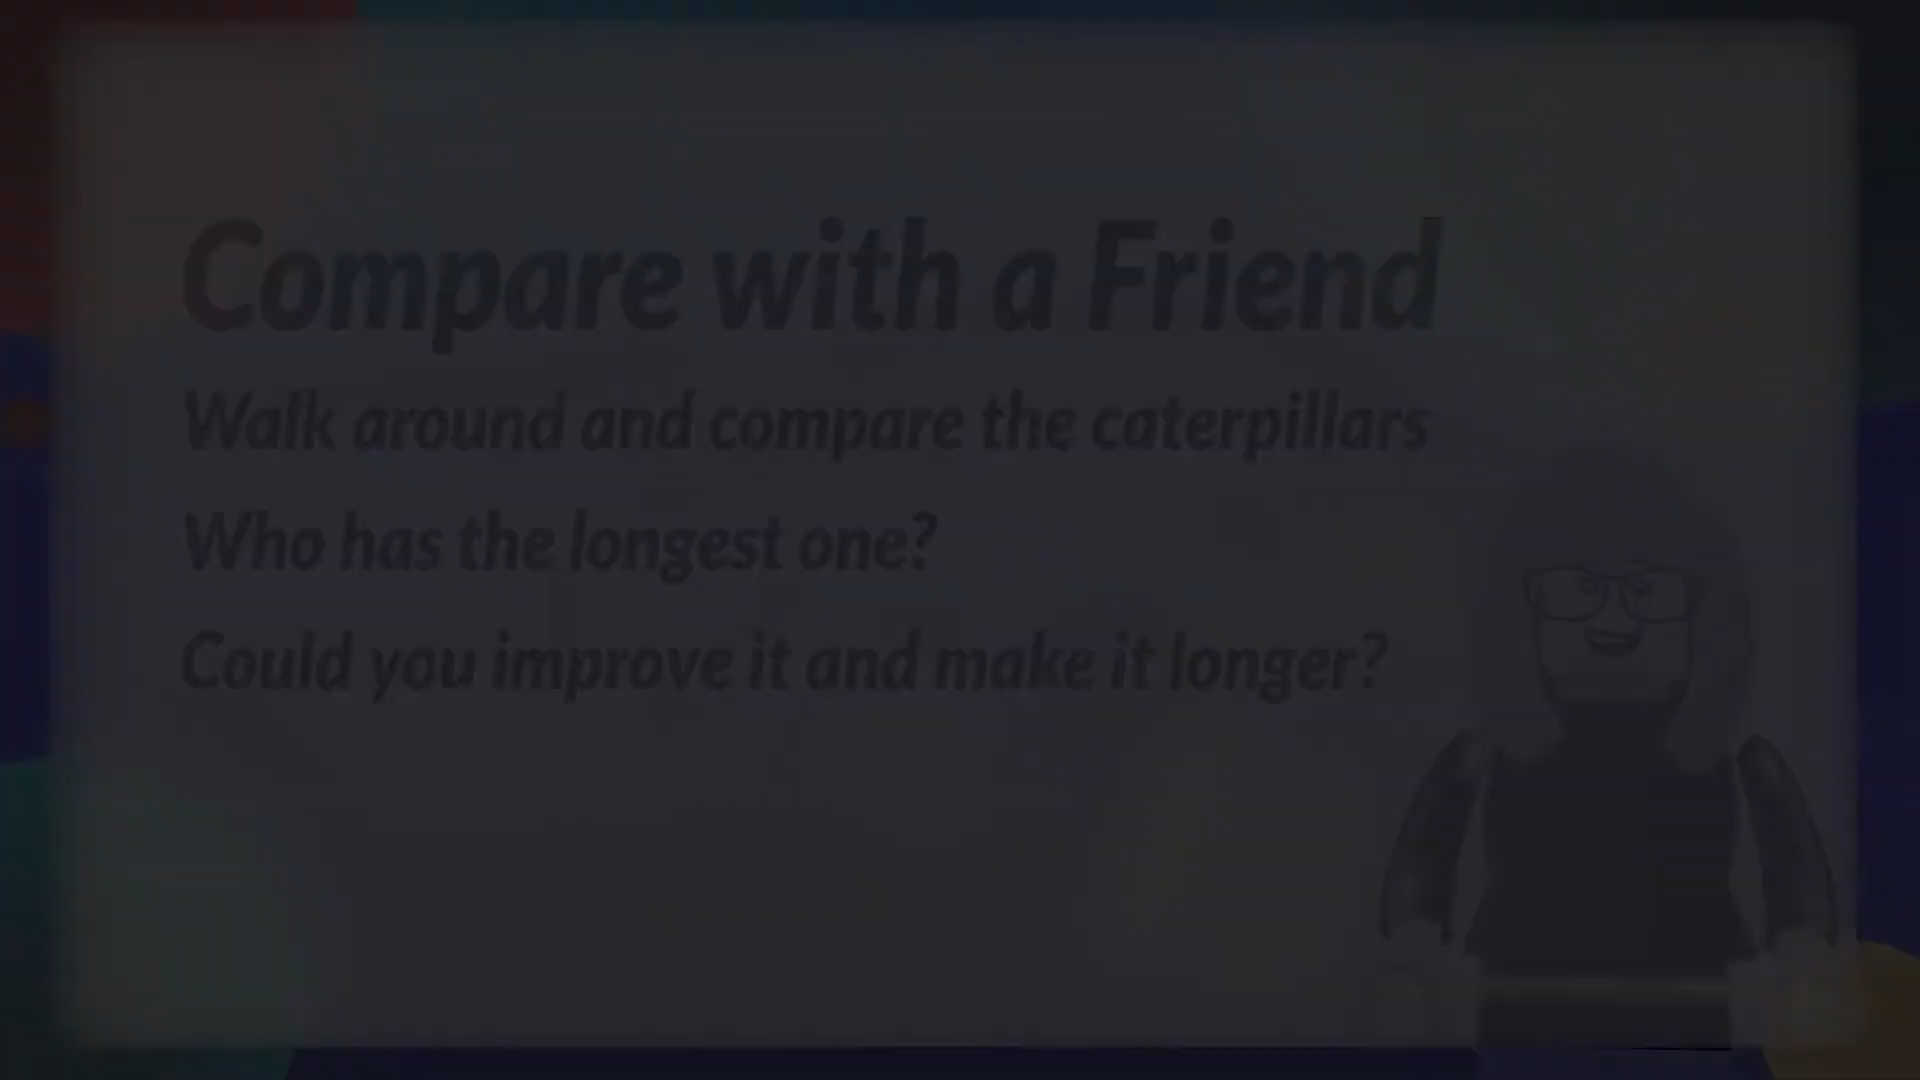 Compare with a Friend
Walk around and compare the caterpillars
Who has the longest one?
Could you improve it and make it longer?